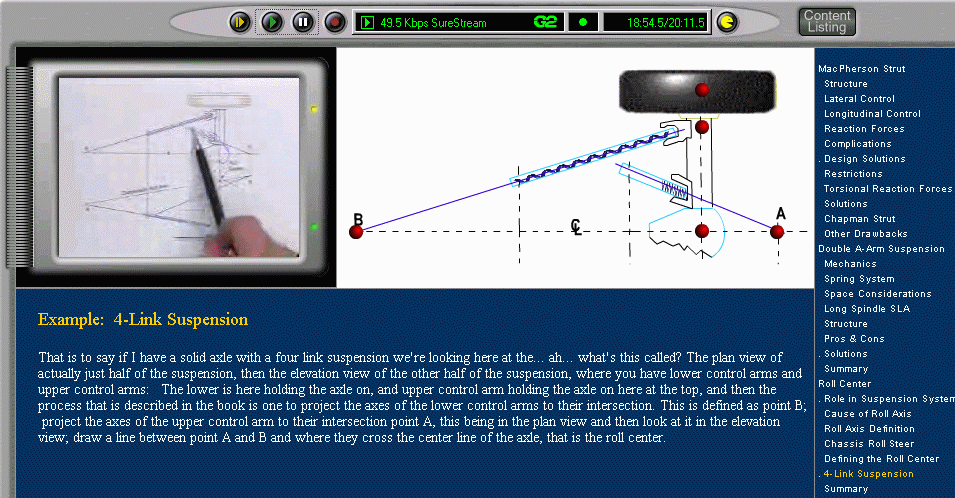 49.5 Kbps SureStream
G2
18:54.5/20:11.5
Content
Listing
B
CL
A
MacPherson Strut
Structure
Lateral Control
Longitudinal Control
Reaction Forces
Complications
. Design Solutions
Restrictions
Torsional Reaction Forces
Solutions
Chapman Strut
Other Drawbacks
Double A-Arm Suspension
Mechanics
Spring System
Space Considerations
Long Spindle SLA
Structure
Pros & Cons
. Solutions
Summary
Roll Center
. Role in Suspension System
Cause of Roll Axis
Roll Axis Definition
Chassis Roll Steer
Defining the Roll Center
. 4-Link Suspension
Summary
Example: 4-Link Suspension
That is to say if I have a solid axle with a four link suspension we're looking here at the... ah... what's this called? The plan view of
actually just half of the suspension, then the elevation view of the other half of the suspension, where you have lower control arms and
upper control arms: The lower is here holding the axle on, and upper control arm holding the axle on here at the top, and then the
process that is described in the book is one to project the axes of the lower control arms to their intersection. This is defined as point B;
project the axes of the upper control arm to their intersection point A, this being in the plan view and then look at it in the elevation
view; draw a line between point A and B and where they cross the center line of the axle, that is the roll center.